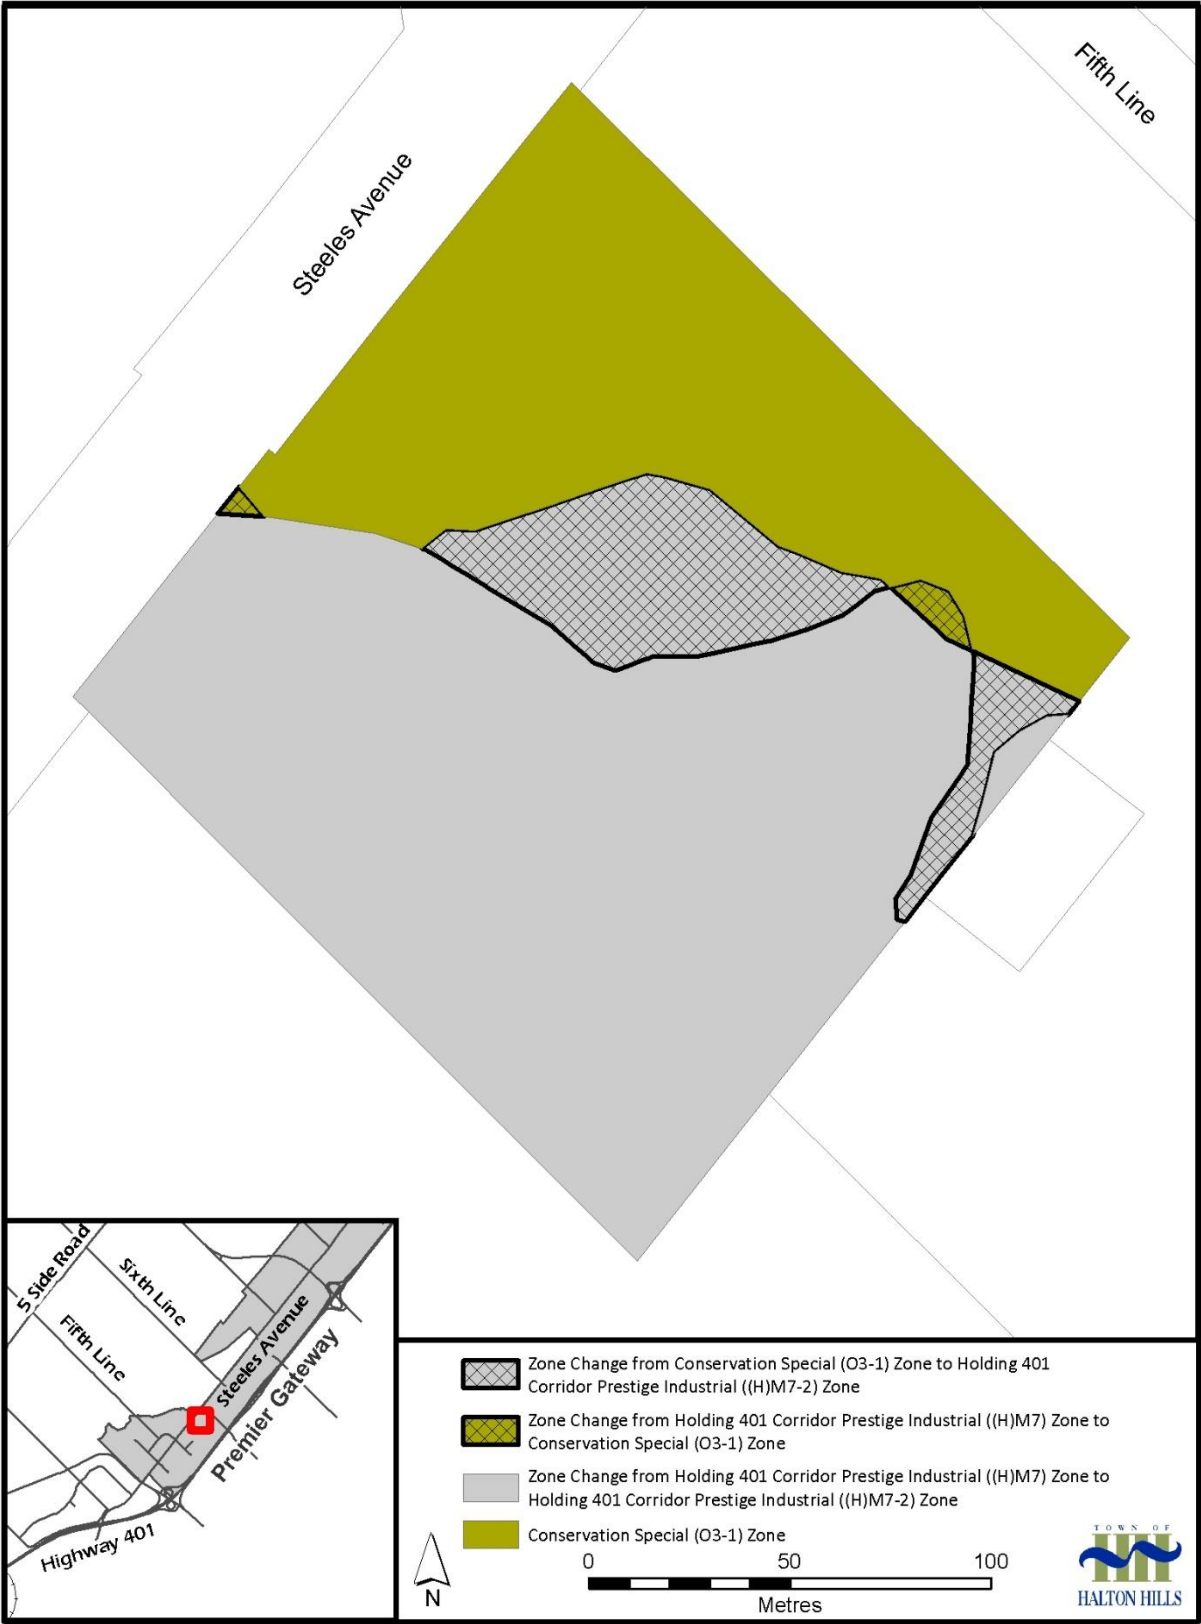 Fifth Line
Steeles Avenue
5 Side Road
Sixth Line
Fifth Line
Steeles Avenue
Premier Gateway
Highway 401
Zone Change from Conservation Special (O3-1) Zone to Holding 401
Corridor Prestige Industrial ((H)M7-2) Zone
Zone Change from Holding 401 Corridor Prestige Industrial ((H)M7) Zone to
Conservation Special (O3-1) Zone
Zone Change from Holding 401 Corridor Prestige Industrial ((H)M7) Zone to
Holding 401 Corridor Prestige Industrial ((H)M7-2) Zone
Conservation Special (O3-1) Zone
N
0 50 100
Metres
TOWN OF
HALTON HILLS